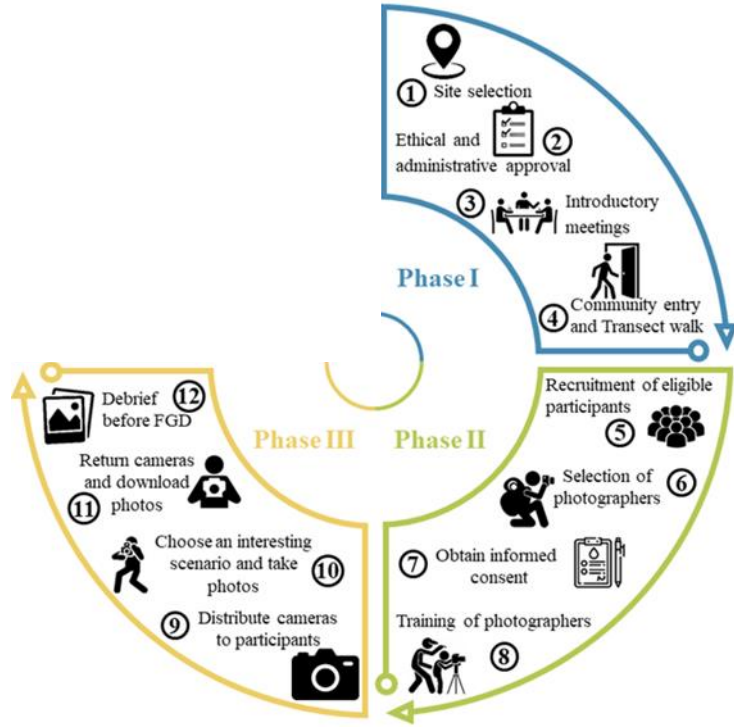 1 Site selection
Ethical and
administrative approval
2
3 Introductory
meetings
Phase I
4 Community entry
and Transect walk
Recruitment of eligible
participants
5
Selection of
photographers
6
Phase II
7 Obtain informed
consent
Training of photographers
8
Phase III
9 Distribute cameras
to participants
Choose an interesting
scenario and take
photos
10
Return cameras
and download
photos
11
Debrief
before FGD
12